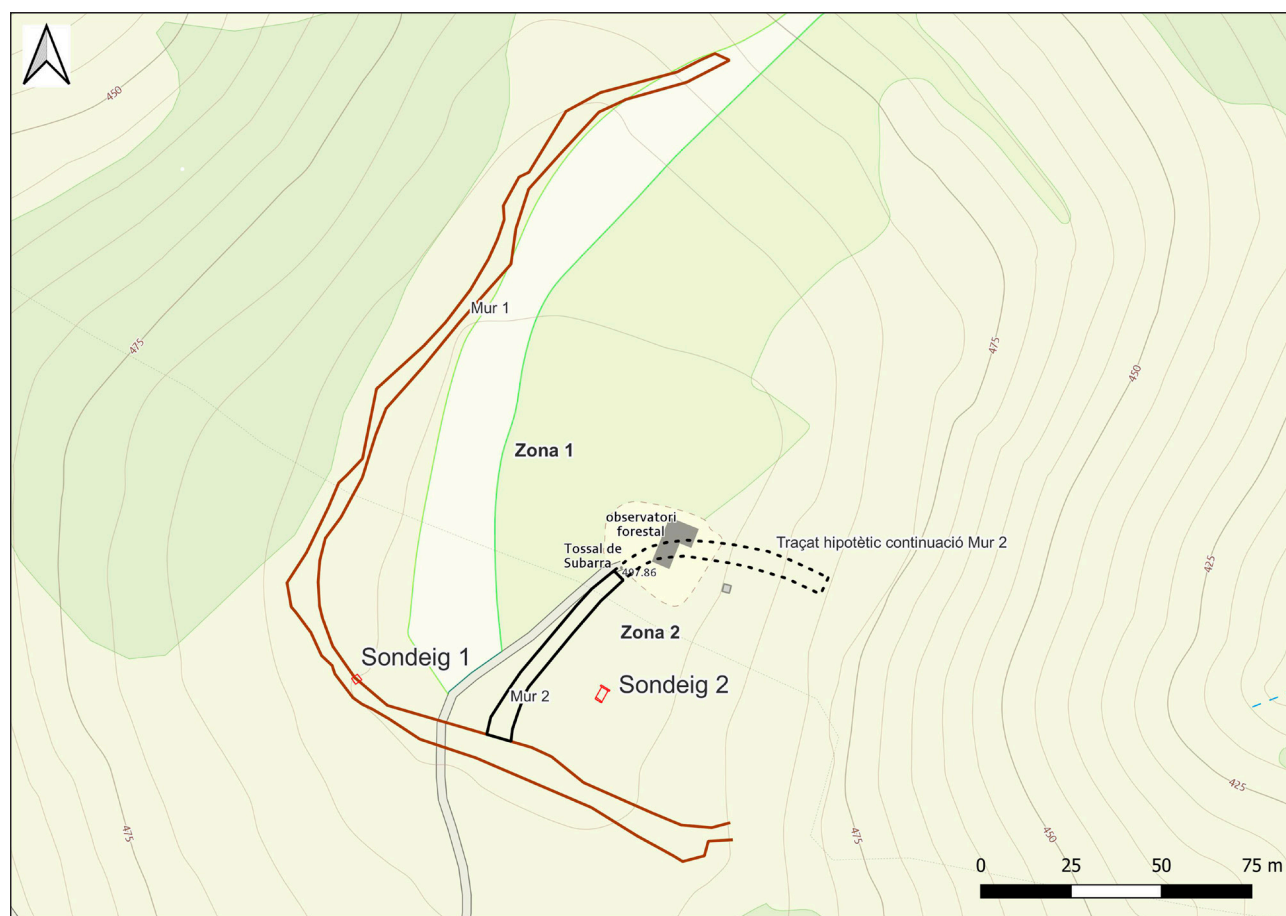 450
Mur 1
475
475
450
Zona 1
observatori
forestal
Traçat hipotètic continuació Mur 2
Tossal de
Subarra
497.86
425
Zona 2
Sondeig 1
Sondeig 2
Mur 2
425
475
475
450
0 25 50 75 m